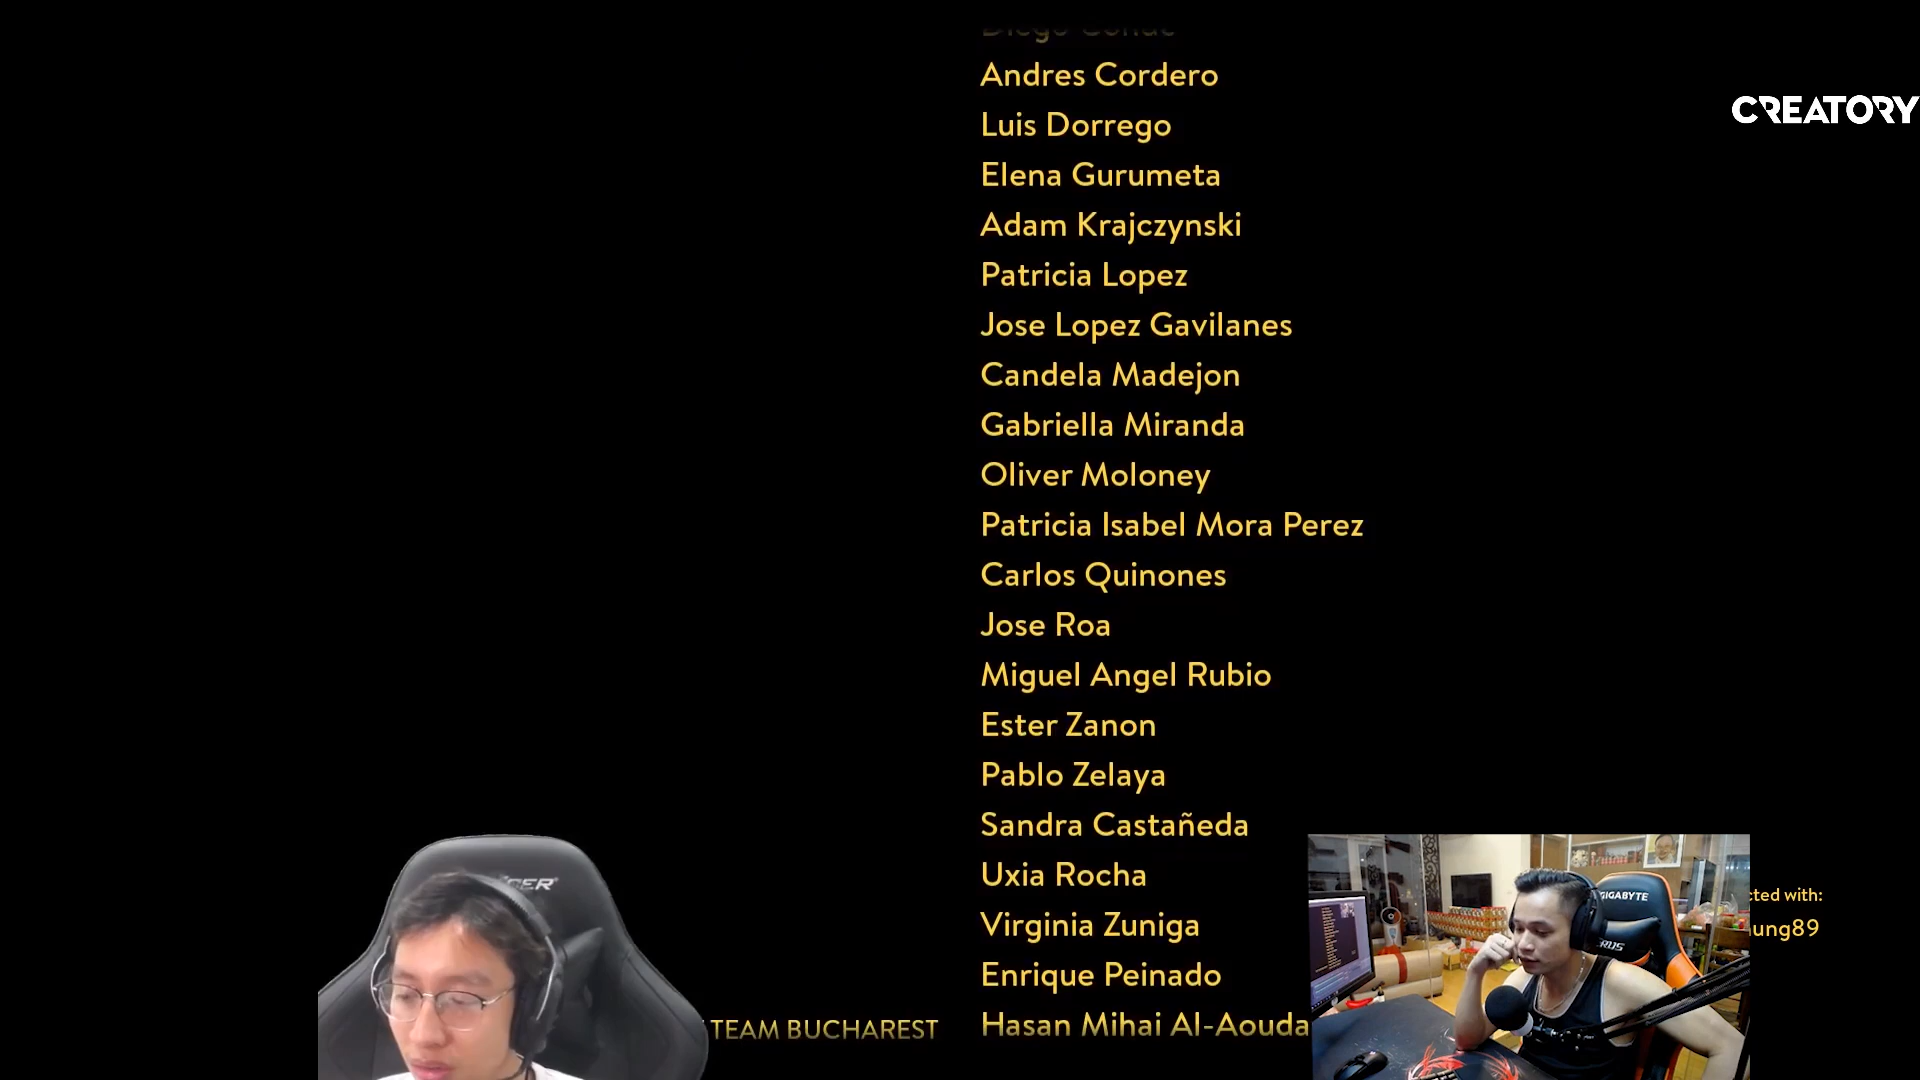 Andres Cordero
CREATORY
Luis Dorrego
Elena Gurumeta
Adam Krajczynski
Patricia Lopez
Jose Lopez Gavilanes
Candela Madejon
Gabriella Miranda
Oliver Moloney
Patricia Isabel Mora Perez
Carlos Quinones
Jose Roa
Miguel Angel Rubio
Ester Zanon
Pablo Zelaya
Sandra Castañeda
Uxia Rocha
GIGABYTE
with:
Virginia Zuniga
Enrique Peinado
TEAM BUCHAREST
Hasan Mihai Al-Aouda